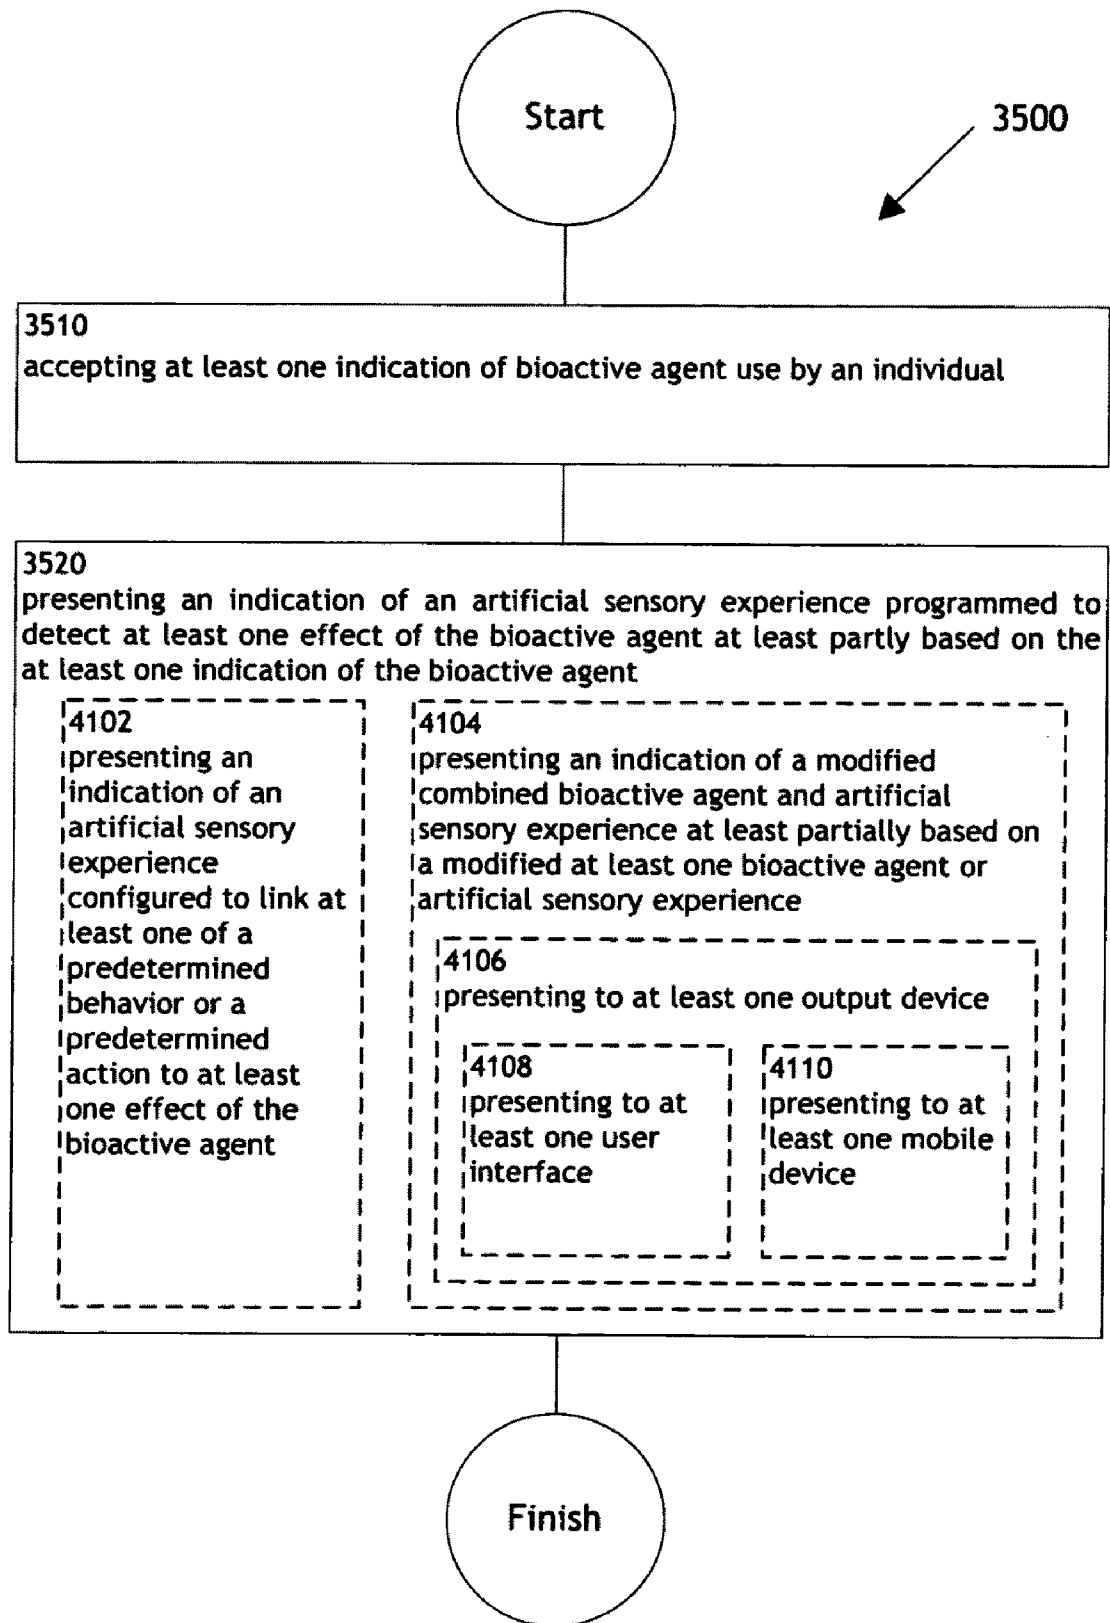 Start
3500
3510
accepting at least one indication of bioactive agent use by an individual
3520
presenting an indication of an artificial sensory experience programmed to
detect at least one effect of the bioactive agent at least partly based on the
at least one indication of the bioactive agent
4102
presenting an
indication of an
artificial sensory
experience
configured to link at
least one of a
predetermined
behavior or a
predetermined
action to at least
one effect of the
bioactive agent
4104
presenting an indication of a modified
combined bioactive agent and artificial
sensory experience at least partially based on
a modified at least one bioactive agent or
artificial sensory experience
4106
presenting to at least one output device
4108
presenting to at
least one user
interface
4110
presenting to at
least one mobile
device
Finish